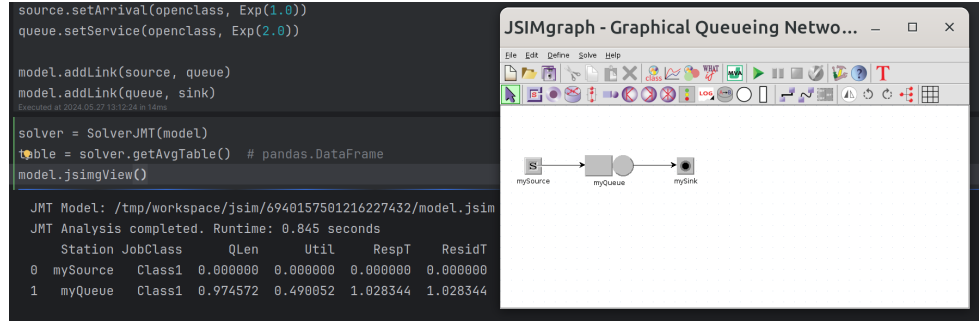 source.setArrival(openclass, Exp(1.0))
queue.setService(openclass, Exp(2.0))
model.addLink(source, queue)
model.addLink(queue, sink)
Executed at 2024.05.27 13:12:24 in 14ms
solver = SolverJMT(model)
table = solver.getAvgTable()  # pandas.DataFrame
model.jsimgView()
JMT Model: /tmp/workspace/jsim/6940157501216227432/model.jsim
JMT Analysis completed. Runtime: 0.845 seconds
Station JobClass QLen Util RespT ResidT
0 mySource Class1 0.000000 0.000000 0.000000 0.000000
1 myQueue Class1 0.974572 0.490052 1.028344 1.028344
JSIMgraph - Graphical Queueing Netwo...
File Edit Define Solve Help
class WHAT IF MVA T
S LOG
S
mySource myQueue mySink